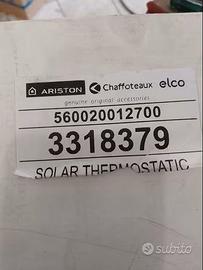 ARISTON Chaffoteaux elco
genuine original accessories
560020012700
3318379
SOLAR THERMOSTATIC
subito